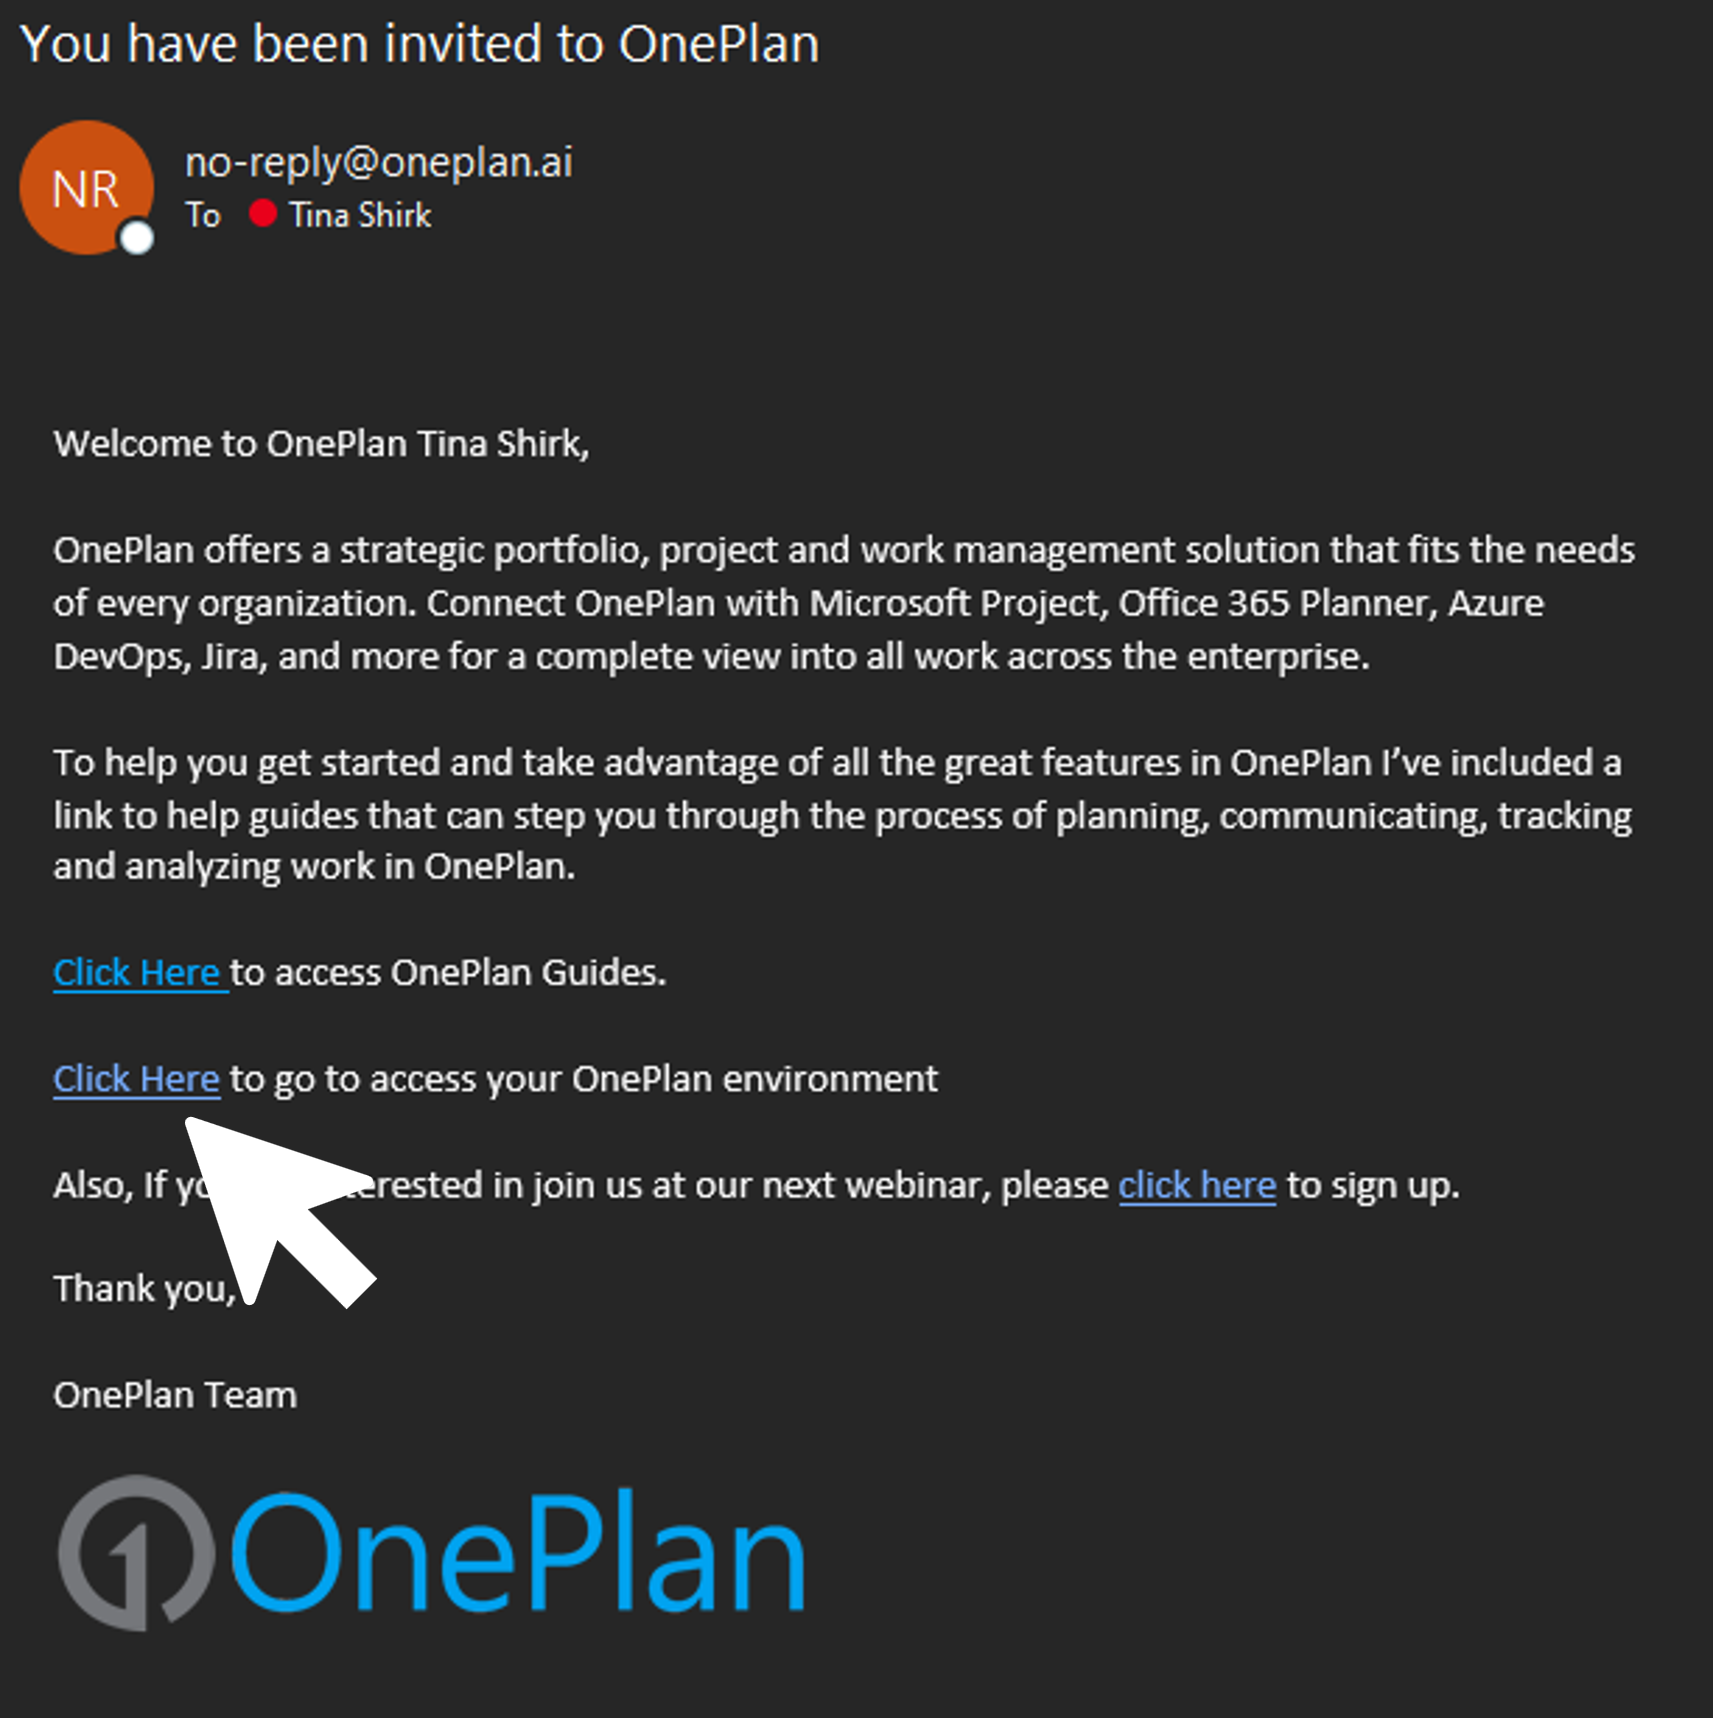 You have been invited to OnePlan
NR
no-reply@oneplan.ai
To Tina Shirk
Welcome to OnePlan Tina Shirk,
OnePlan offers a strategic portfolio, project and work management solution that fits the needs
of every organization. Connect OnePlan with Microsoft Project, Office 365 Planner, Azure
DevOps, Jira, and more for a complete view into all work across the enterprise.
To help you get started and take advantage of all the great features in OnePlan I’ve included a
link to help guides that can step you through the process of planning, communicating, tracking
and analyzing work in OnePlan.
Click Here to access OnePlan Guides.
Click Here to go to access your OnePlan environment
Also, If in join us at our next webinar, please click here to sign up.
Thank you,
OnePlan Team
OnePlan